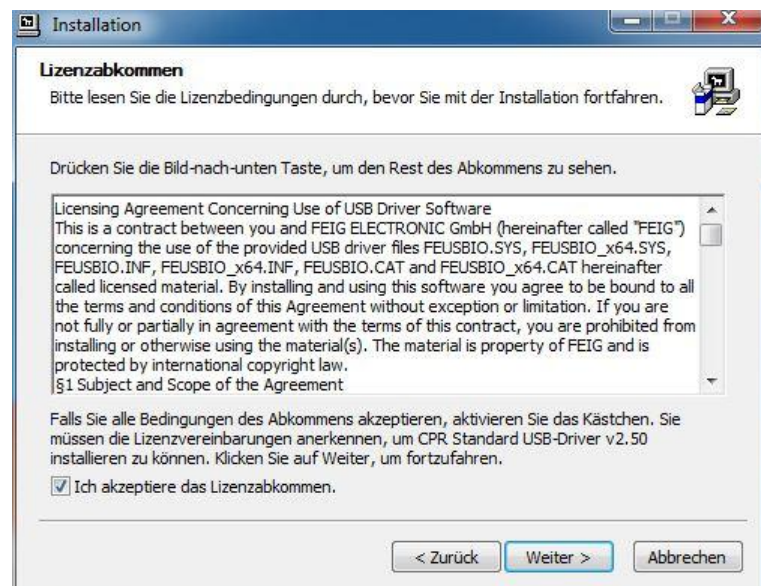 Installation
Lizenzabkommen
Bitte lesen Sie die Lizenzbedingungen durch, bevor Sie mit der Installation fortfahren.
Drücken Sie die Bild-nach-unten Taste, um den Rest des Abkommens zu sehen.
Licensing Agreement Concerning Use of USB Driver Software
This is a contract between you and FEIG ELECTRONIC GmbH (hereinafter called "FEIG")
concerning the use of the provided USB driver files FEUSBIO.SYS, FEUSBIO_x64.SYS,
FEUSBIO.INF, FEUSBIO_x64.INF, FEUSBIO.CAT and FEUSBIO_x64.CAT hereinafter
called licensed material. By installing and using this software you agree to be bound to all
the terms and conditions of this Agreement without exception or limitation. If you are
not fully or partially in agreement with the terms of this contract, you are prohibited from
installing or otherwise using the material(s). The material is property of FEIG and is
protected by international copyright law.
§1 Subject and Scope of the Agreement
Falls Sie alle Bedingungen des Abkommens akzeptieren, aktivieren Sie das Kästchen. Sie
müssen die Lizenzvereinbarungen anerkennen, um CPR Standard USB-Driver v2.50
installieren zu können. Klicken Sie auf Weiter, um fortzufahren.
Ich akzeptiere das Lizenzabkommen.
< Zurück Weiter > Abbrechen